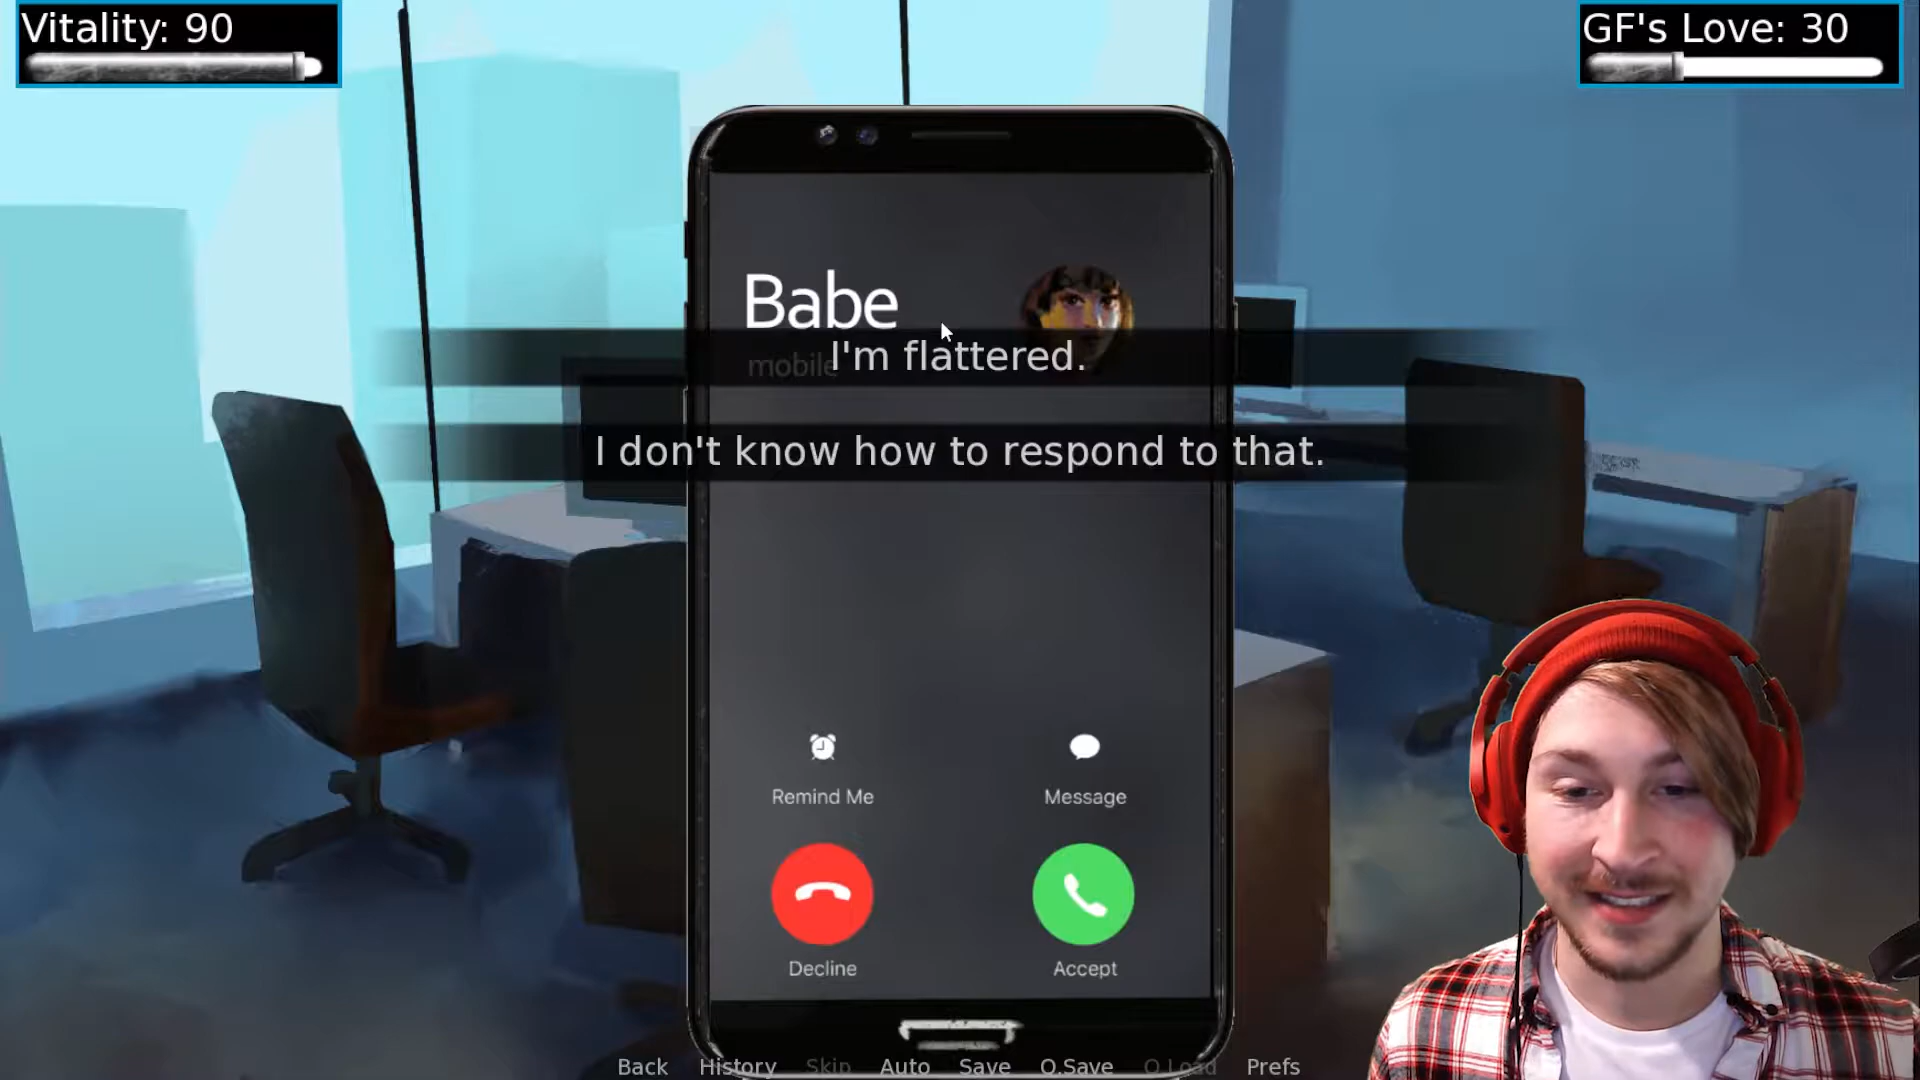 Vitality: 90
GF's Love: 30
Babe
mobile
I'm flattered.
I don't know how to respond to that.
Remind Me
Message
Decline
Accept
Back
History
Skip
Auto
Save
Q.Save
Q.Load
Prefs